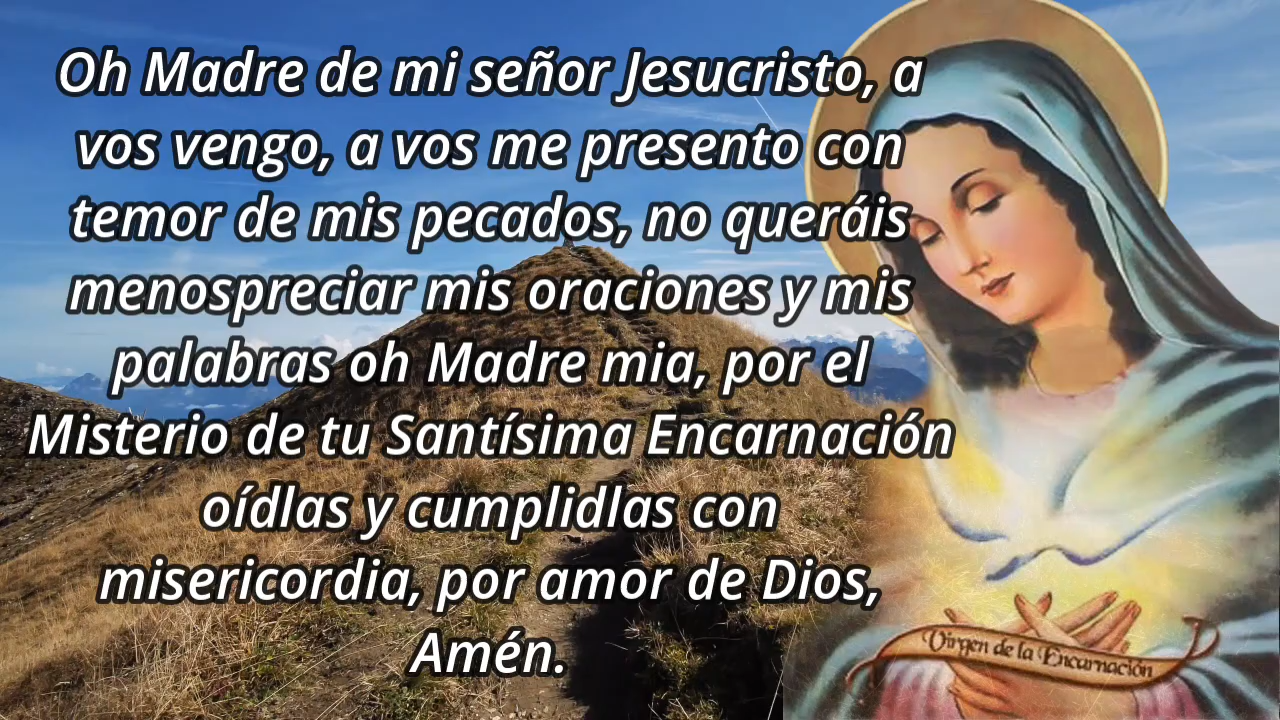 Oh Madre de mi señor Jesucristo, a
vos vengo, a vos me presento con
temor de mis pecados, no queráis
menospreciar mis oraciones y mis
palabras oh Madre mia, por el
Misterio de tu Santísima Encarnación
oídlas y cumplidlas con
misericordia, por amor de Dios,
Amén.
Virgen de la Encarnación